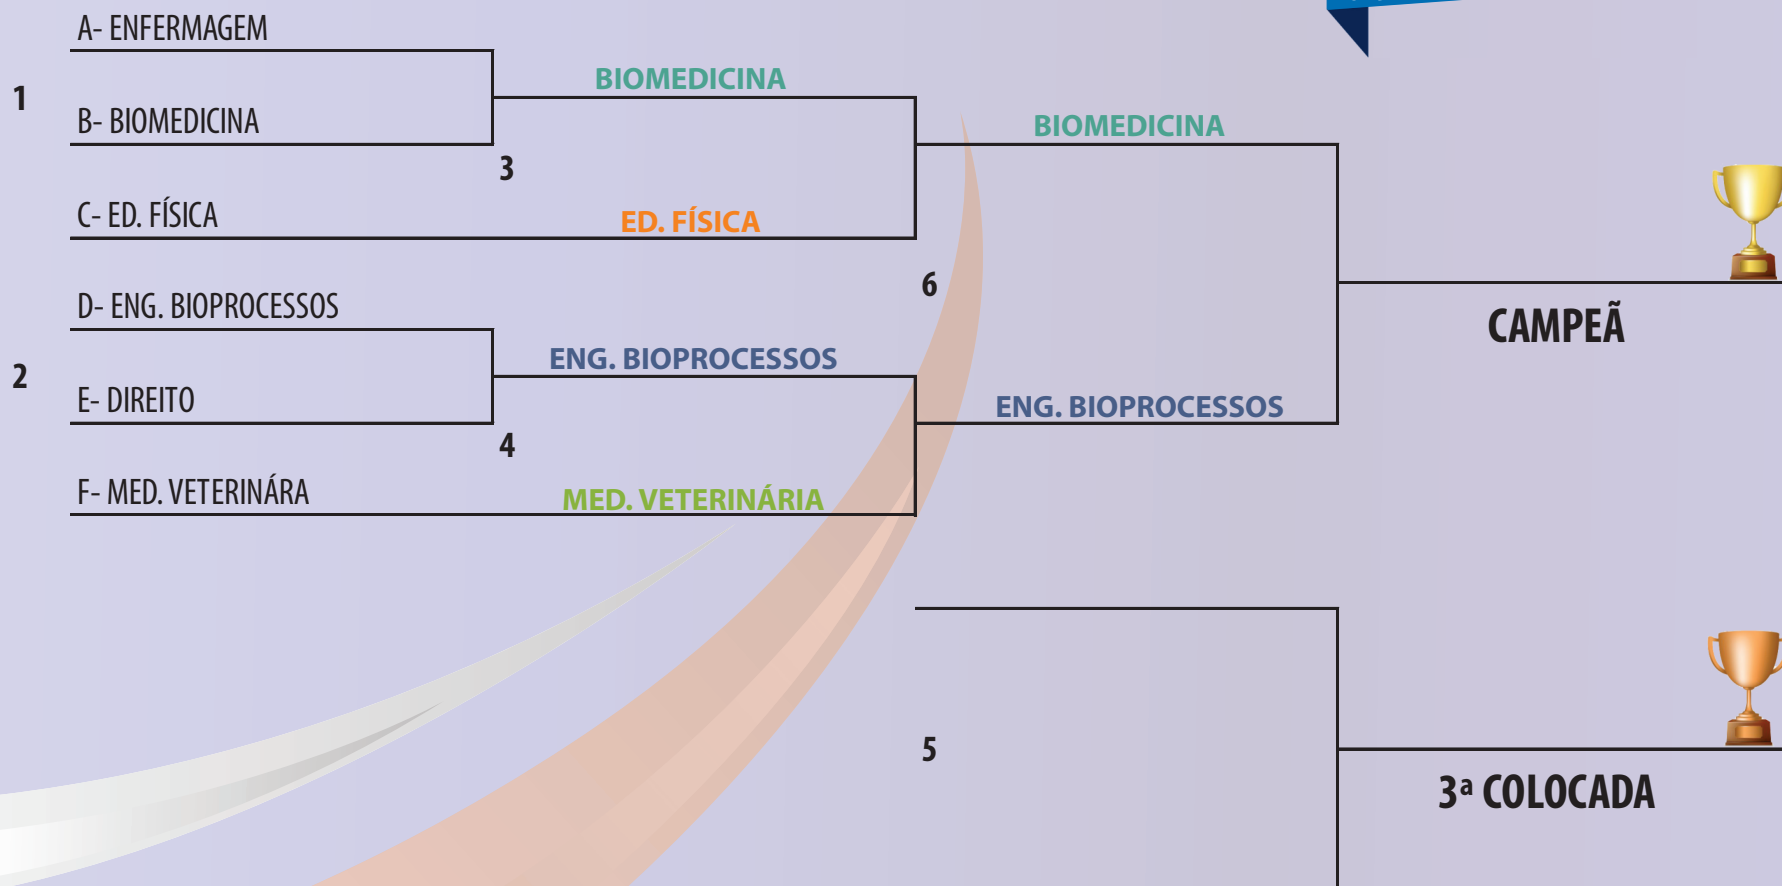 A- ENFERMAGEM
1
BIOMEDICINA
B- BIOMEDICINA
BIOMEDICINA
3
C- ED. FÍSICA
ED. FÍSICA
6
D- ENG. BIOPROCESSOS
CAMPEÃ
2
ENG. BIOPROCESSOS
E- DIREITO
ENG. BIOPROCESSOS
4
F- MED. VETERINÁRA
MED. VETERINÁRIA
5
3ª COLOCADA